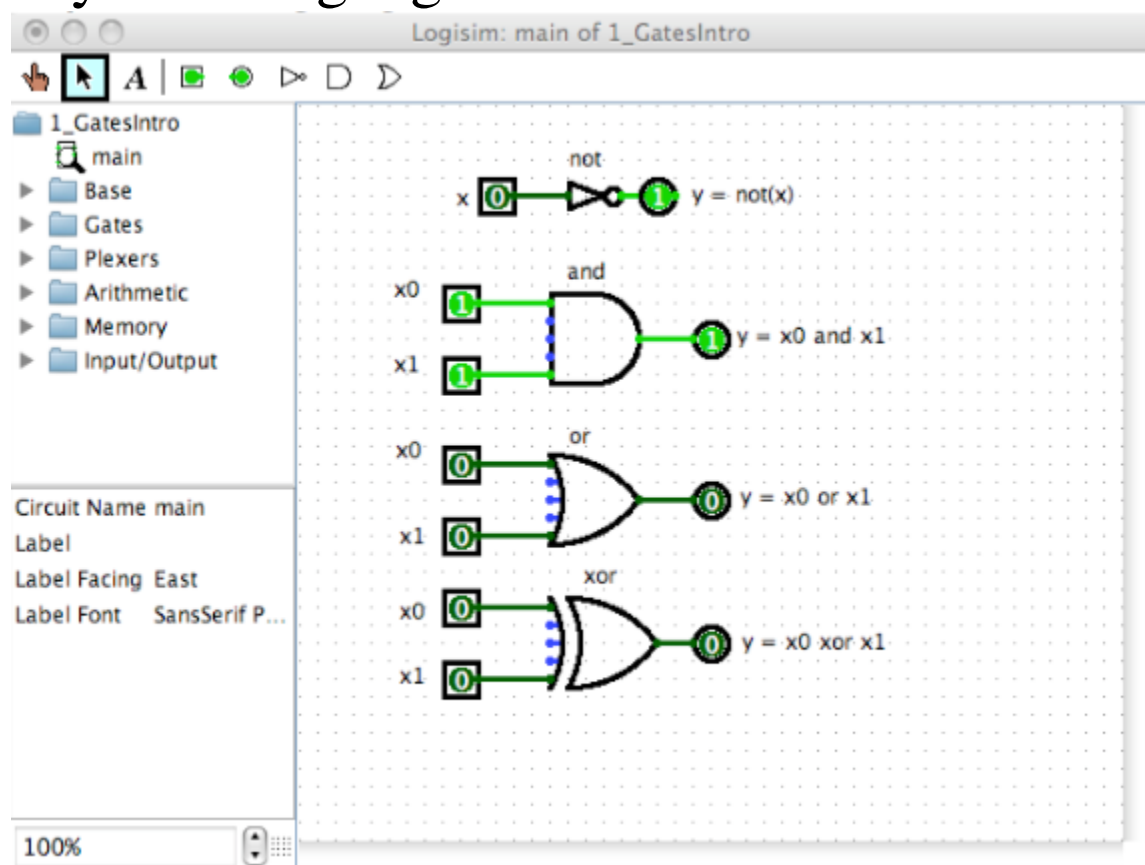 Logisim: main of 1_GatesIntro
A
1_GatesIntro
main
Base
Gates
Plexers
Arithmetic
Memory
Input/Output
Circuit Name main
Label
Label Facing East
Label Font SansSerif P...
100%
not
x 0 1 y = not(x)
and
x0 1
1 y = x0 and x1
x1 1
or
x0 0
0 y = x0 or x1
x1 0
xor
x0 0
0 y = x0 xor x1
x1 0